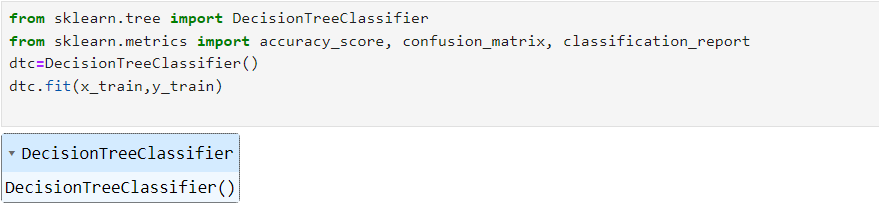 from sklearn.tree import DecisionTreeClassifier
from sklearn.metrics import accuracy_score, confusion_matrix, classification_report
dtc=DecisionTreeClassifier()
dtc.fit(x_train,y_train)
DecisionTreeClassifier
DecisionTreeClassifier()